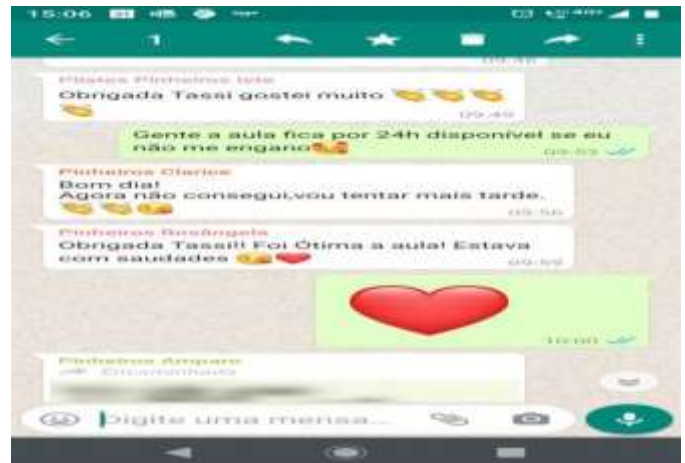 15:06
1
09:48
Pilates Pinheiros Iete
Obrigada Tassi gostei muito 👏👏👏
👏
09:49
Gente a aula fica por 24h disponível se eu
não me engano
09:53
Pinheiros Clarice
Bom dia!
Agora não consegui,vou tentar mais tarde.
09:56
Pinheiros Rosângela
Obrigada Tassi!! Foi Ótima a aula! Estava
com saudades 😘❤️
09:59
10:00
Pinheiros Amparo
Encaminhada
Digite uma mensa...